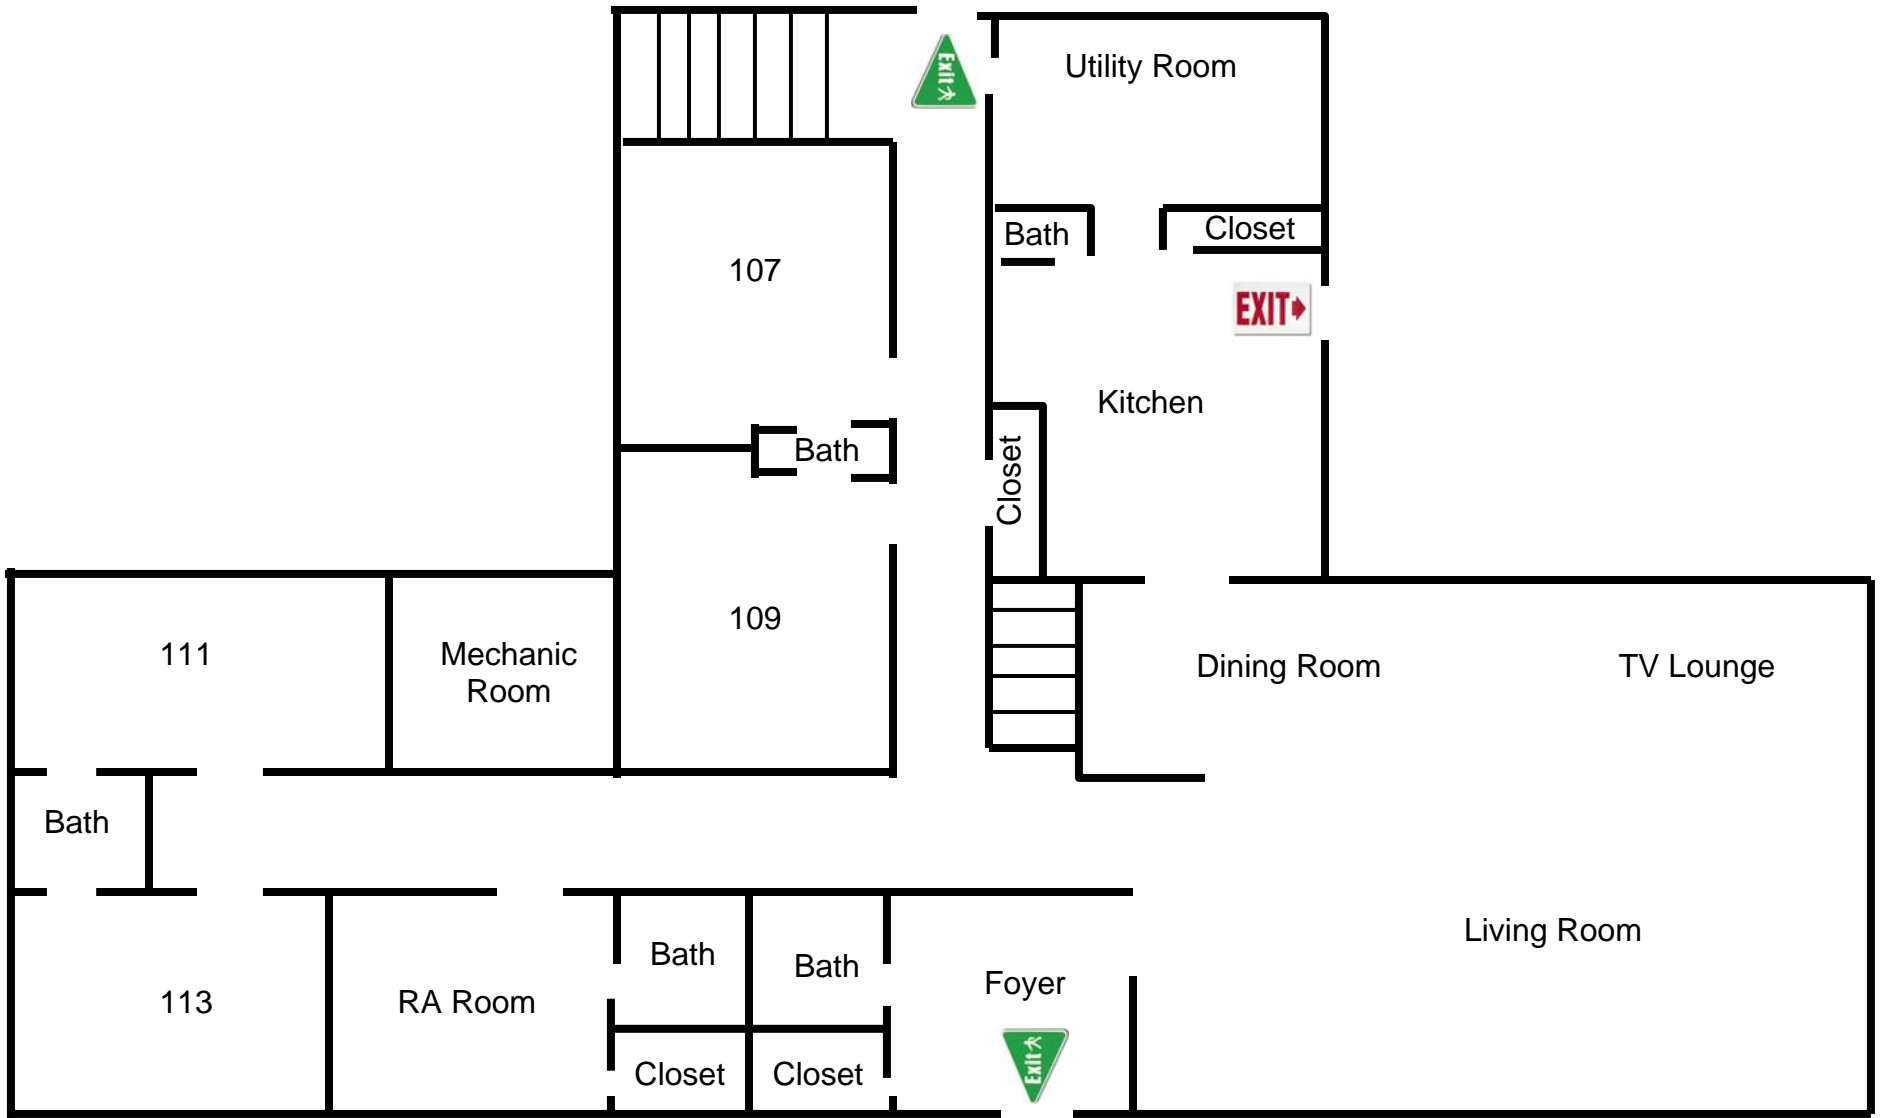 Exit
Utility Room
Bath
Closet
107
EXIT
Kitchen
Bath
Closet
109
111
Mechanic
Room
Dining Room
TV Lounge
Bath
Living Room
Bath
Bath
Foyer
113
RA Room
Exit
Closet
Closet